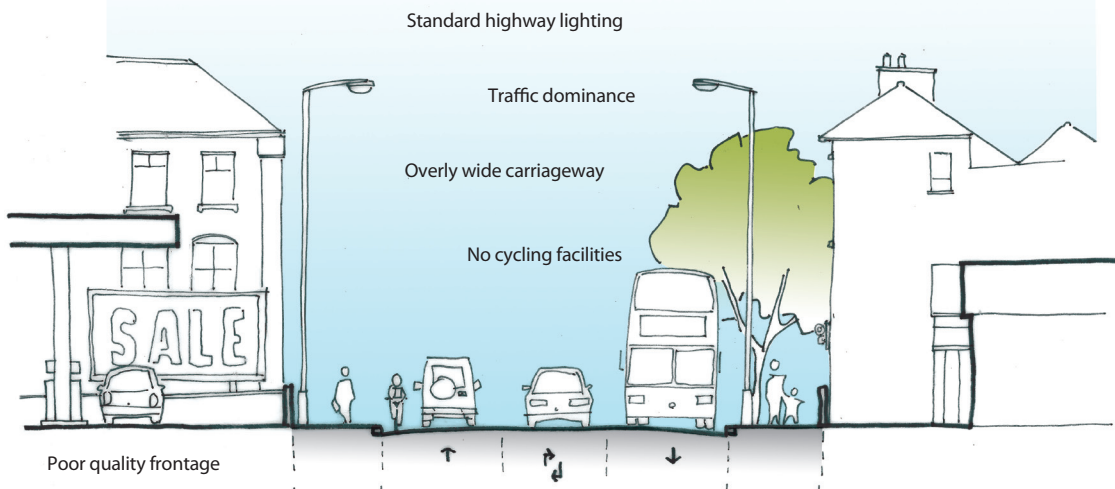 Standard highway lighting
Traffic dominance
Overly wide carriageway
No cycling facilities
SALE
Poor quality frontage